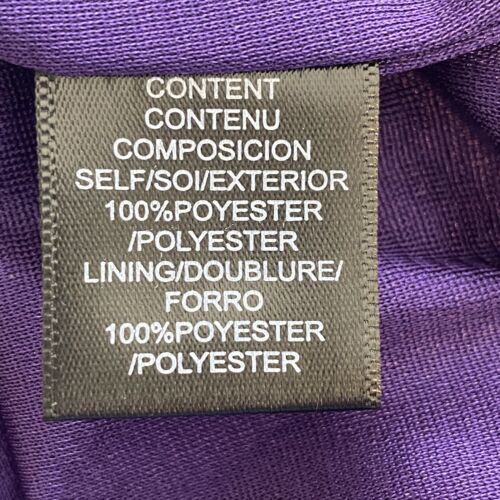 CONTENT
CONTENU
COMPOSICION
SELF/SOI/EXTERIOR
100%POYESTER
/POLYESTER
LINING/DOUBLURE/
FORRO
100%POYESTER
/POLYESTER